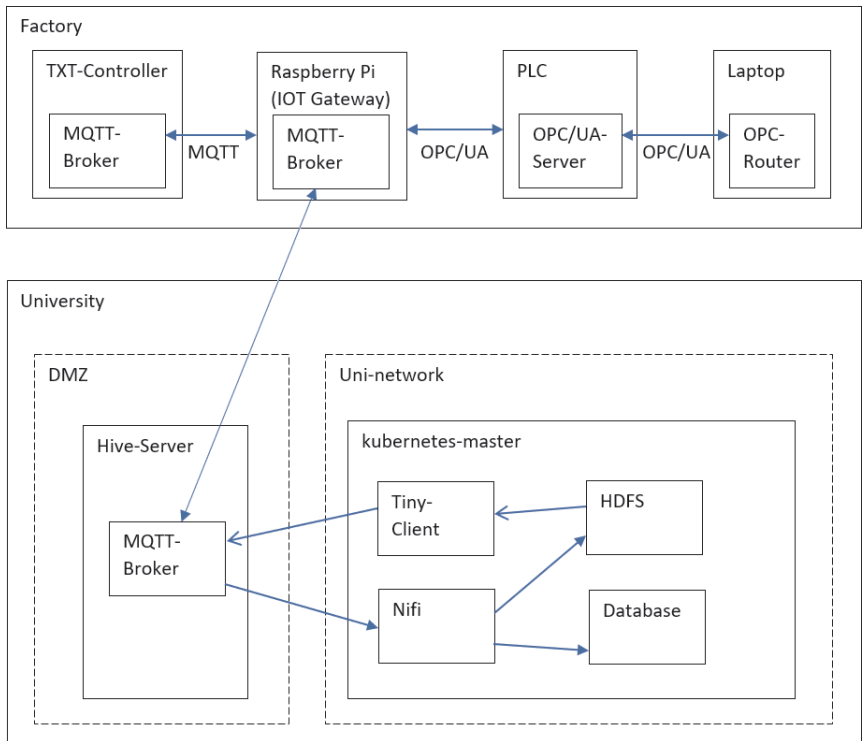 Factory
TXT-Controller
MQTT-
Broker
MQTT
Raspberry Pi
(IOT Gateway)
MQTT-
Broker
OPC/UA
PLC
OPC/UA-
Server
OPC/UA
Laptop
OPC-
Router
University
DMZ
Hive-Server
MQTT-
Broker
Uni-network
kubernetes-master
Tiny-
Client
HDFS
Nifi
Database